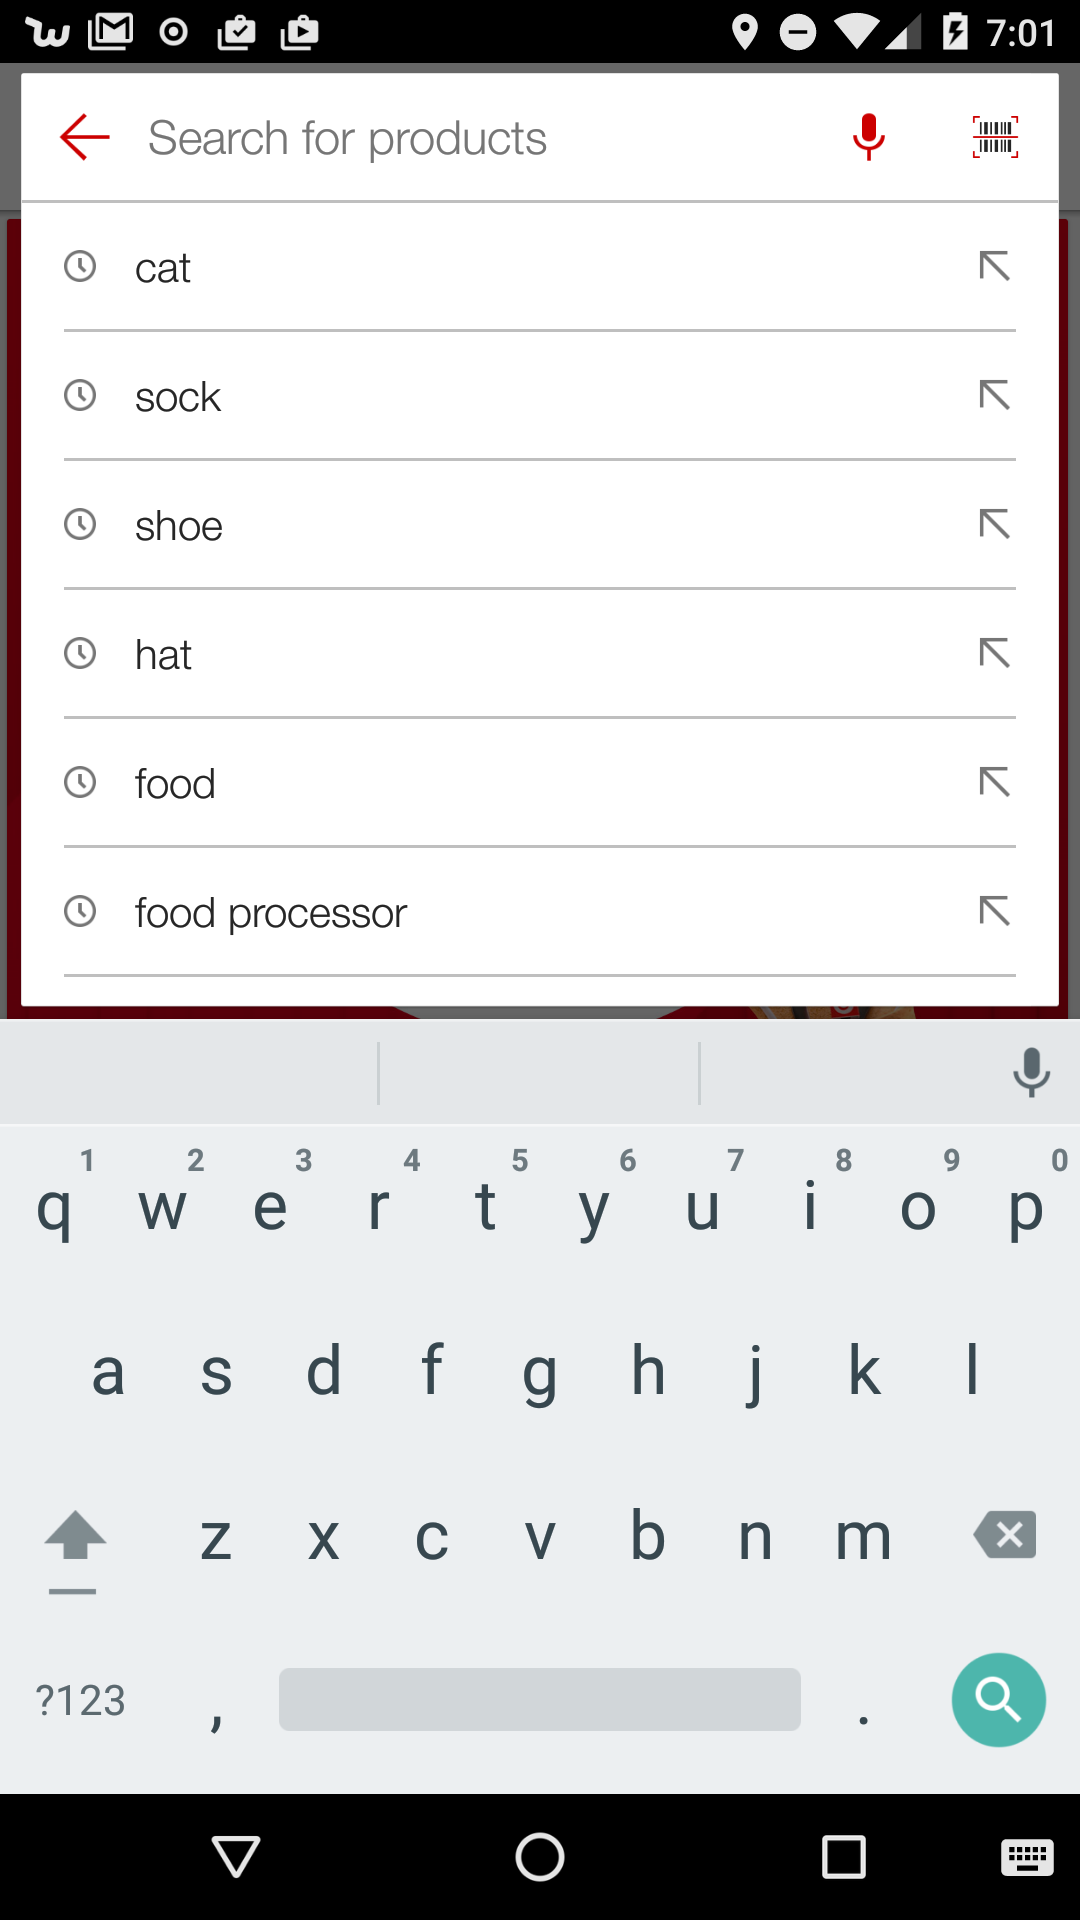 7:01
Search for products
cat
sock
shoe
hat
food
food processor
1 2 3 4 5 6 7 8 9 0
q w e r t y u i o p
a s d f g h j k l
z x c v b n m
?123 , .